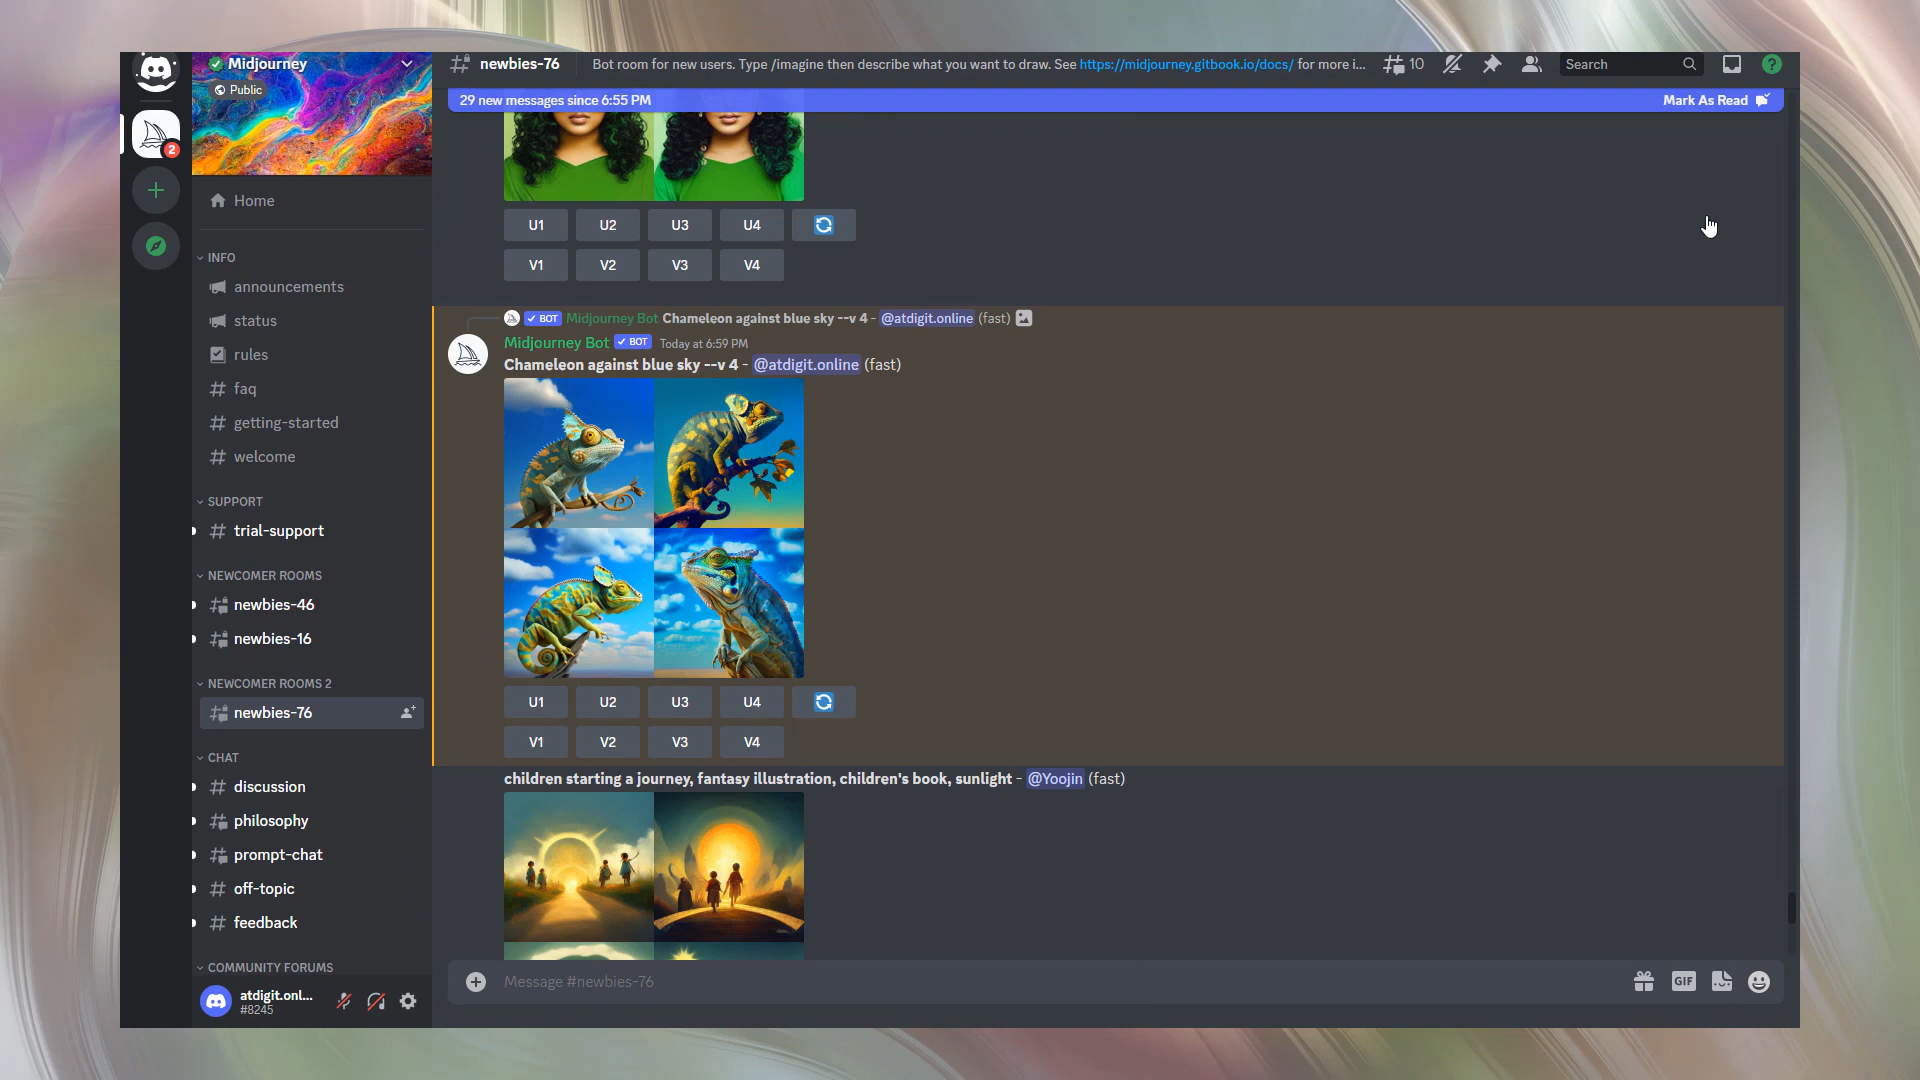 Midjourney
Public
2
Home
INFO
announcements
status
rules
faq
getting-started
welcome
SUPPORT
trial-support
NEWCOMER ROOMS
newbies-46
newbies-16
NEWCOMER ROOMS 2
newbies-76
CHAT
discussion
philosophy
prompt-chat
off-topic
feedback
COMMUNITY FORUMS
atdigit.onl...
#8245
newbies-76
Bot room for new users. Type /imagine then describe what you want to draw. See https://midjourney.gitbook.io/docs/ for more i...
10
Search
?
29 new messages since 6:55 PM
Mark As Read
U1 U2 U3 U4
V1 V2 V3 V4
BOT Midjourney Bot Chameleon against blue sky --v 4 - @atdigit.online (fast)
Midjourney Bot BOT Today at 6:59 PM
Chameleon against blue sky --v 4 - @atdigit.online (fast)
U1 U2 U3 U4
V1 V2 V3 V4
children starting a journey, fantasy illustration, children's book, sunlight - @Yoojin (fast)
Message #newbies-76
GIF